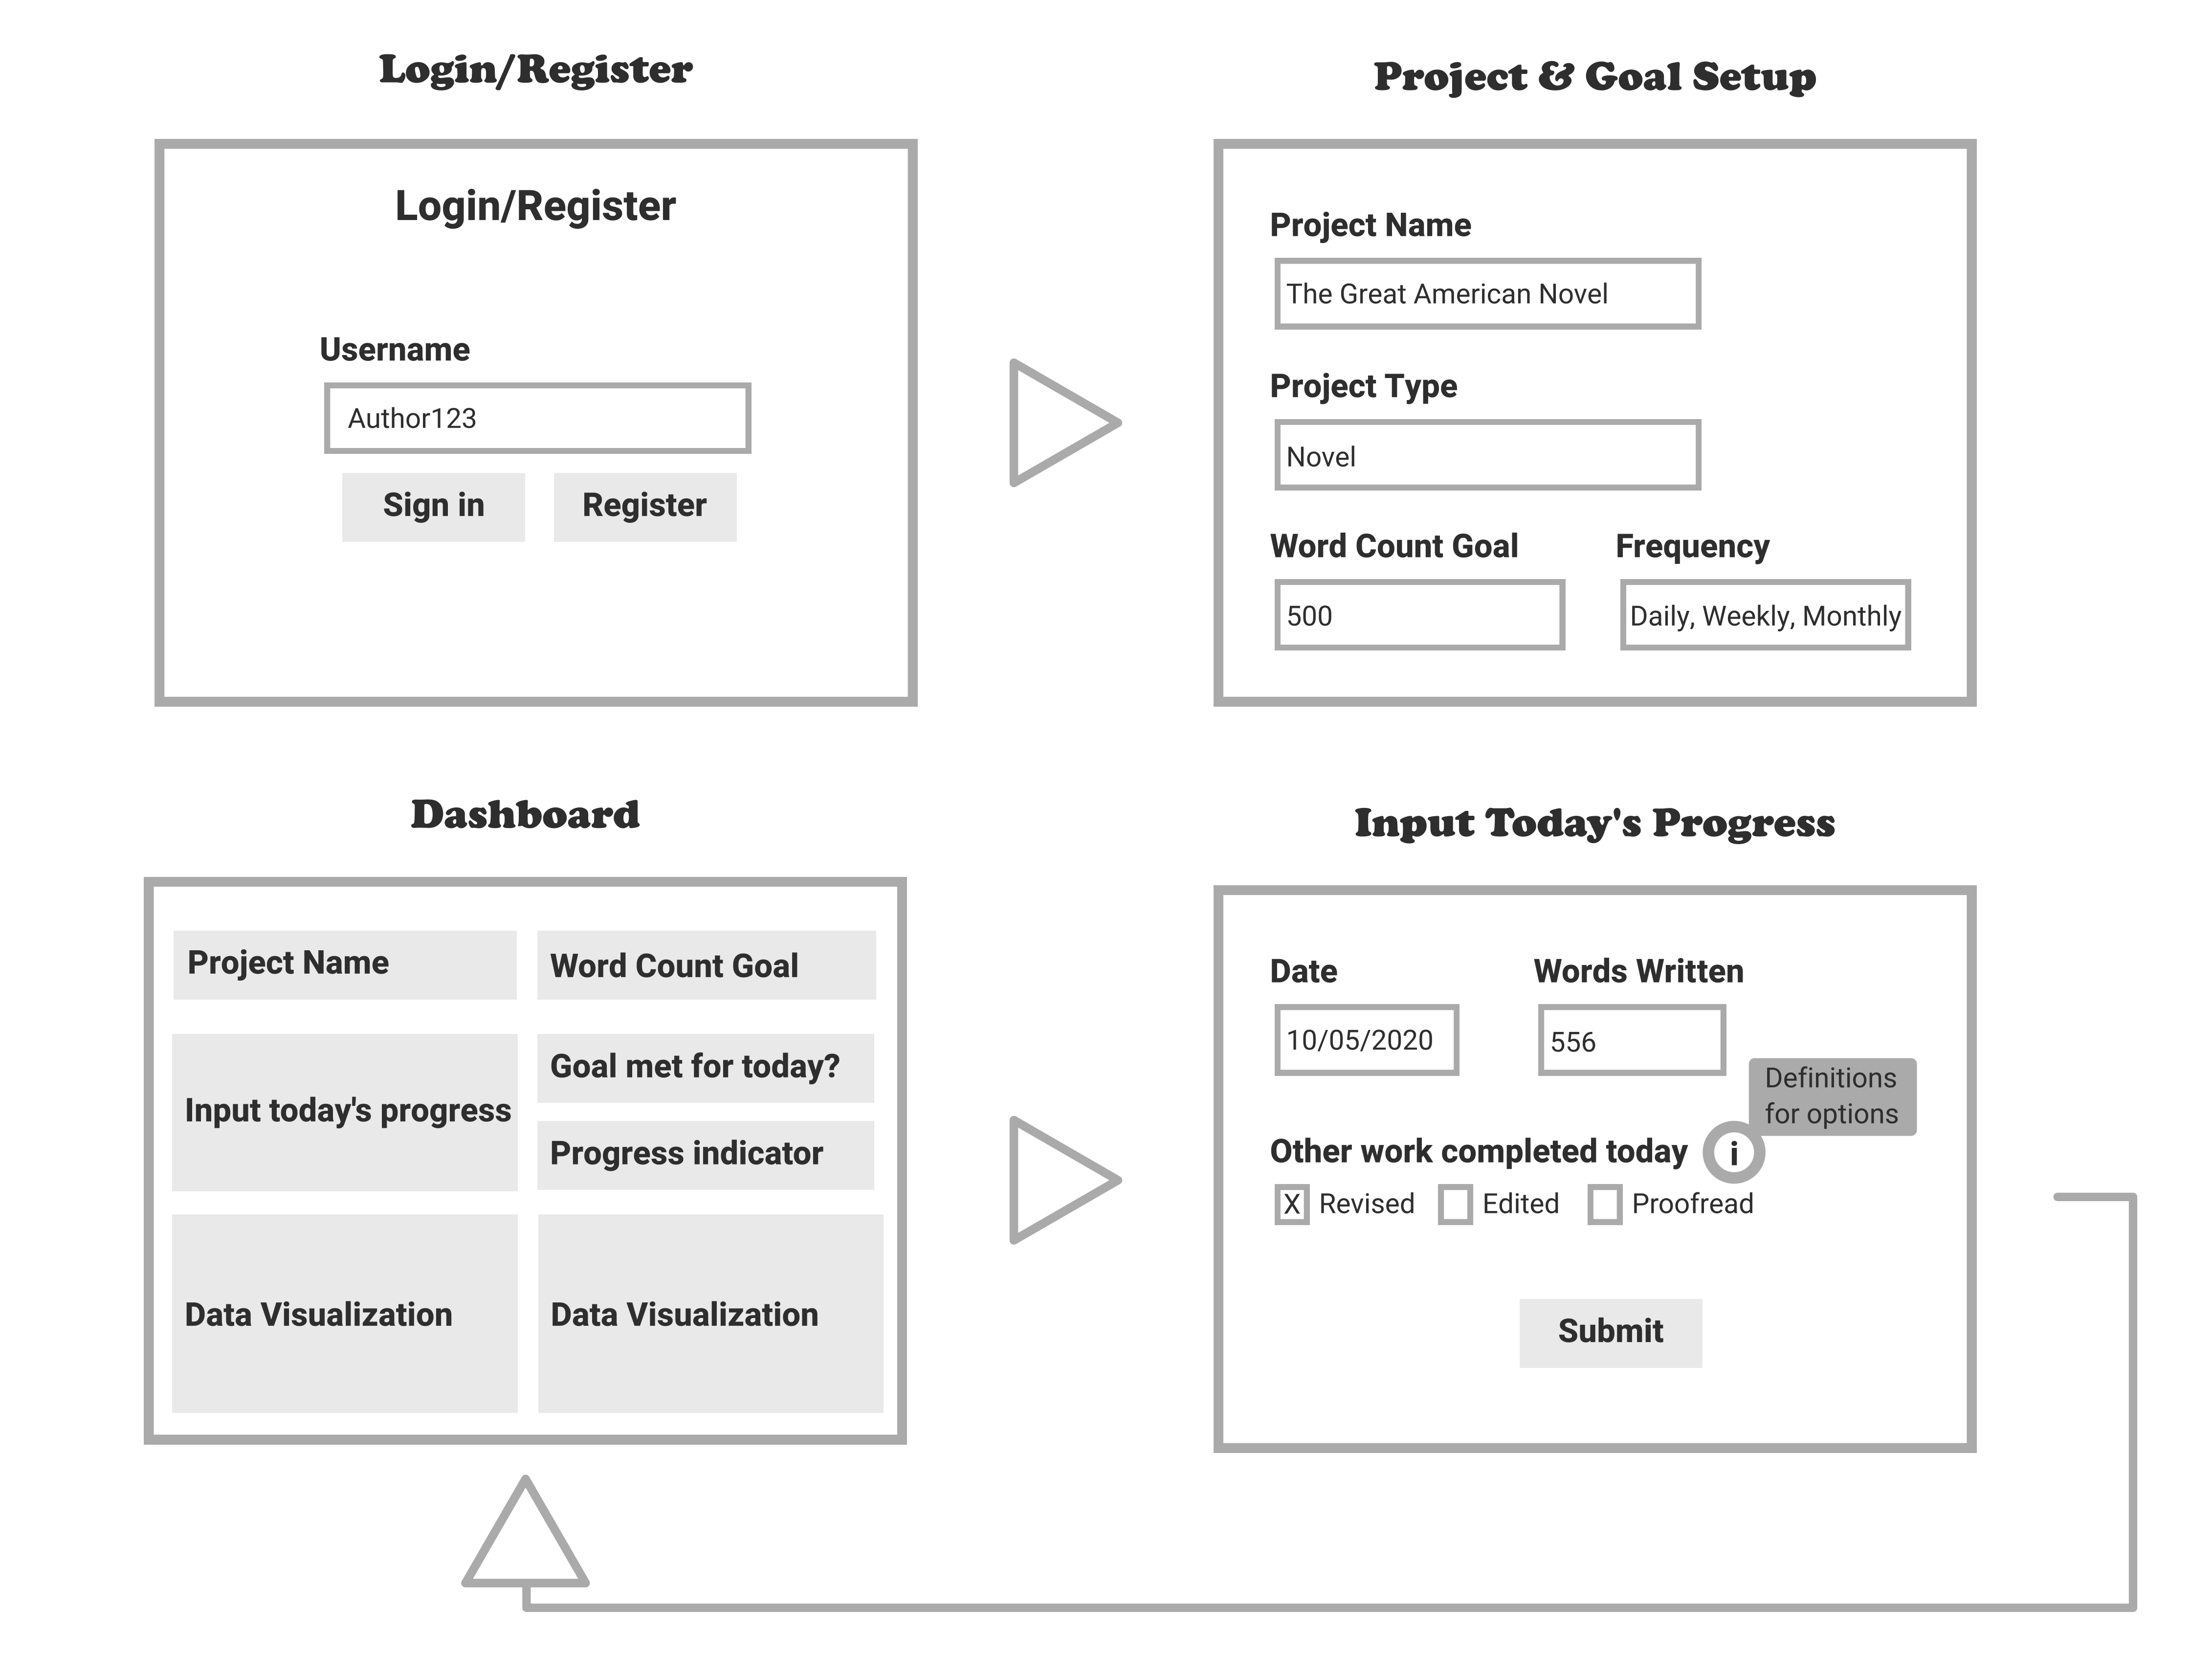 Login/Register
Login/Register
Username
Author123
Sign in
Register
Project & Goal Setup
Project Name
The Great American Novel
Project Type
Novel
Word Count Goal
Frequency
500
Daily, Weekly, Monthly
Dashboard
Project Name
Word Count Goal
Input today's progress
Goal met for today?
Progress indicator
Data Visualization
Data Visualization
Input Today's Progress
Date
Words Written
10/05/2020
556
Definitions
for options
Other work completed today
i
X Revised
Edited
Proofread
Submit